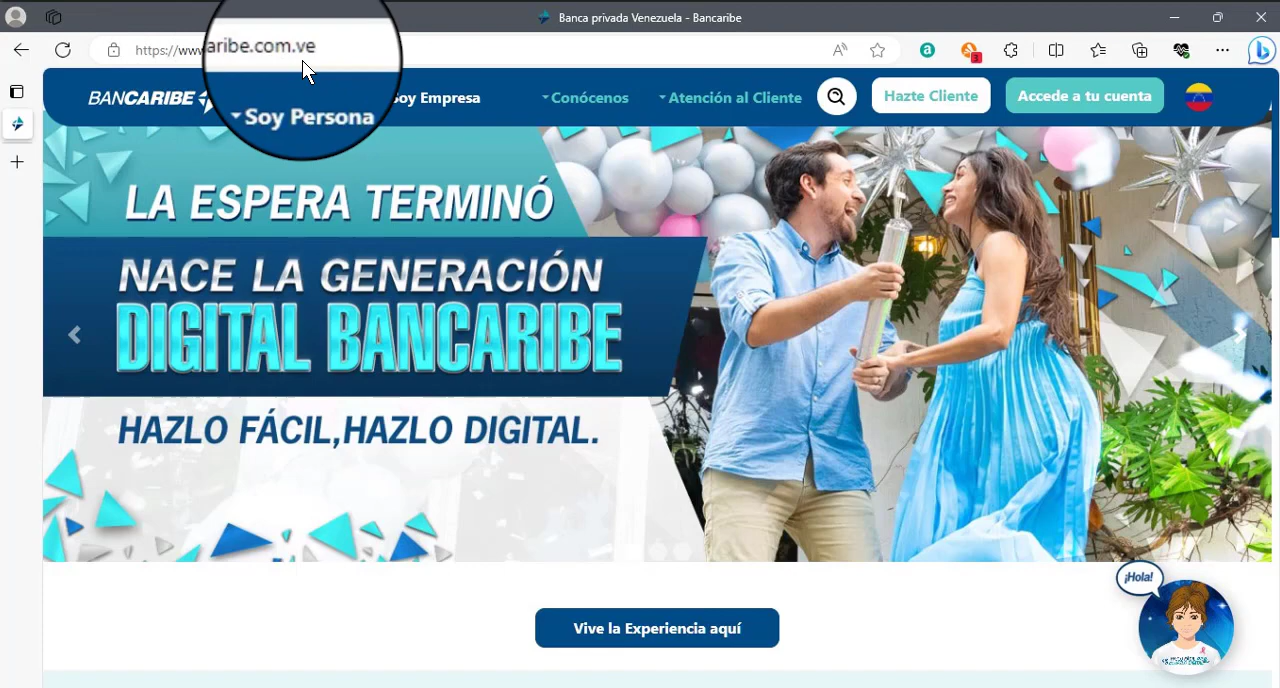 Banca privada Venezuela - Bancaribe
https://www
aribe.com.ve
3
BANCARIBE
Soy Persona
Soy Empresa
Conócenos
Atención al Cliente
Hazte Cliente
Accede a tu cuenta
LA ESPERA TERMINÓ
NACE LA GENERACIÓN
DIGITAL BANCARIBE
HAZLO FÁCIL,HAZLO DIGITAL.
¡Hola!
Vive la Experiencia aquí